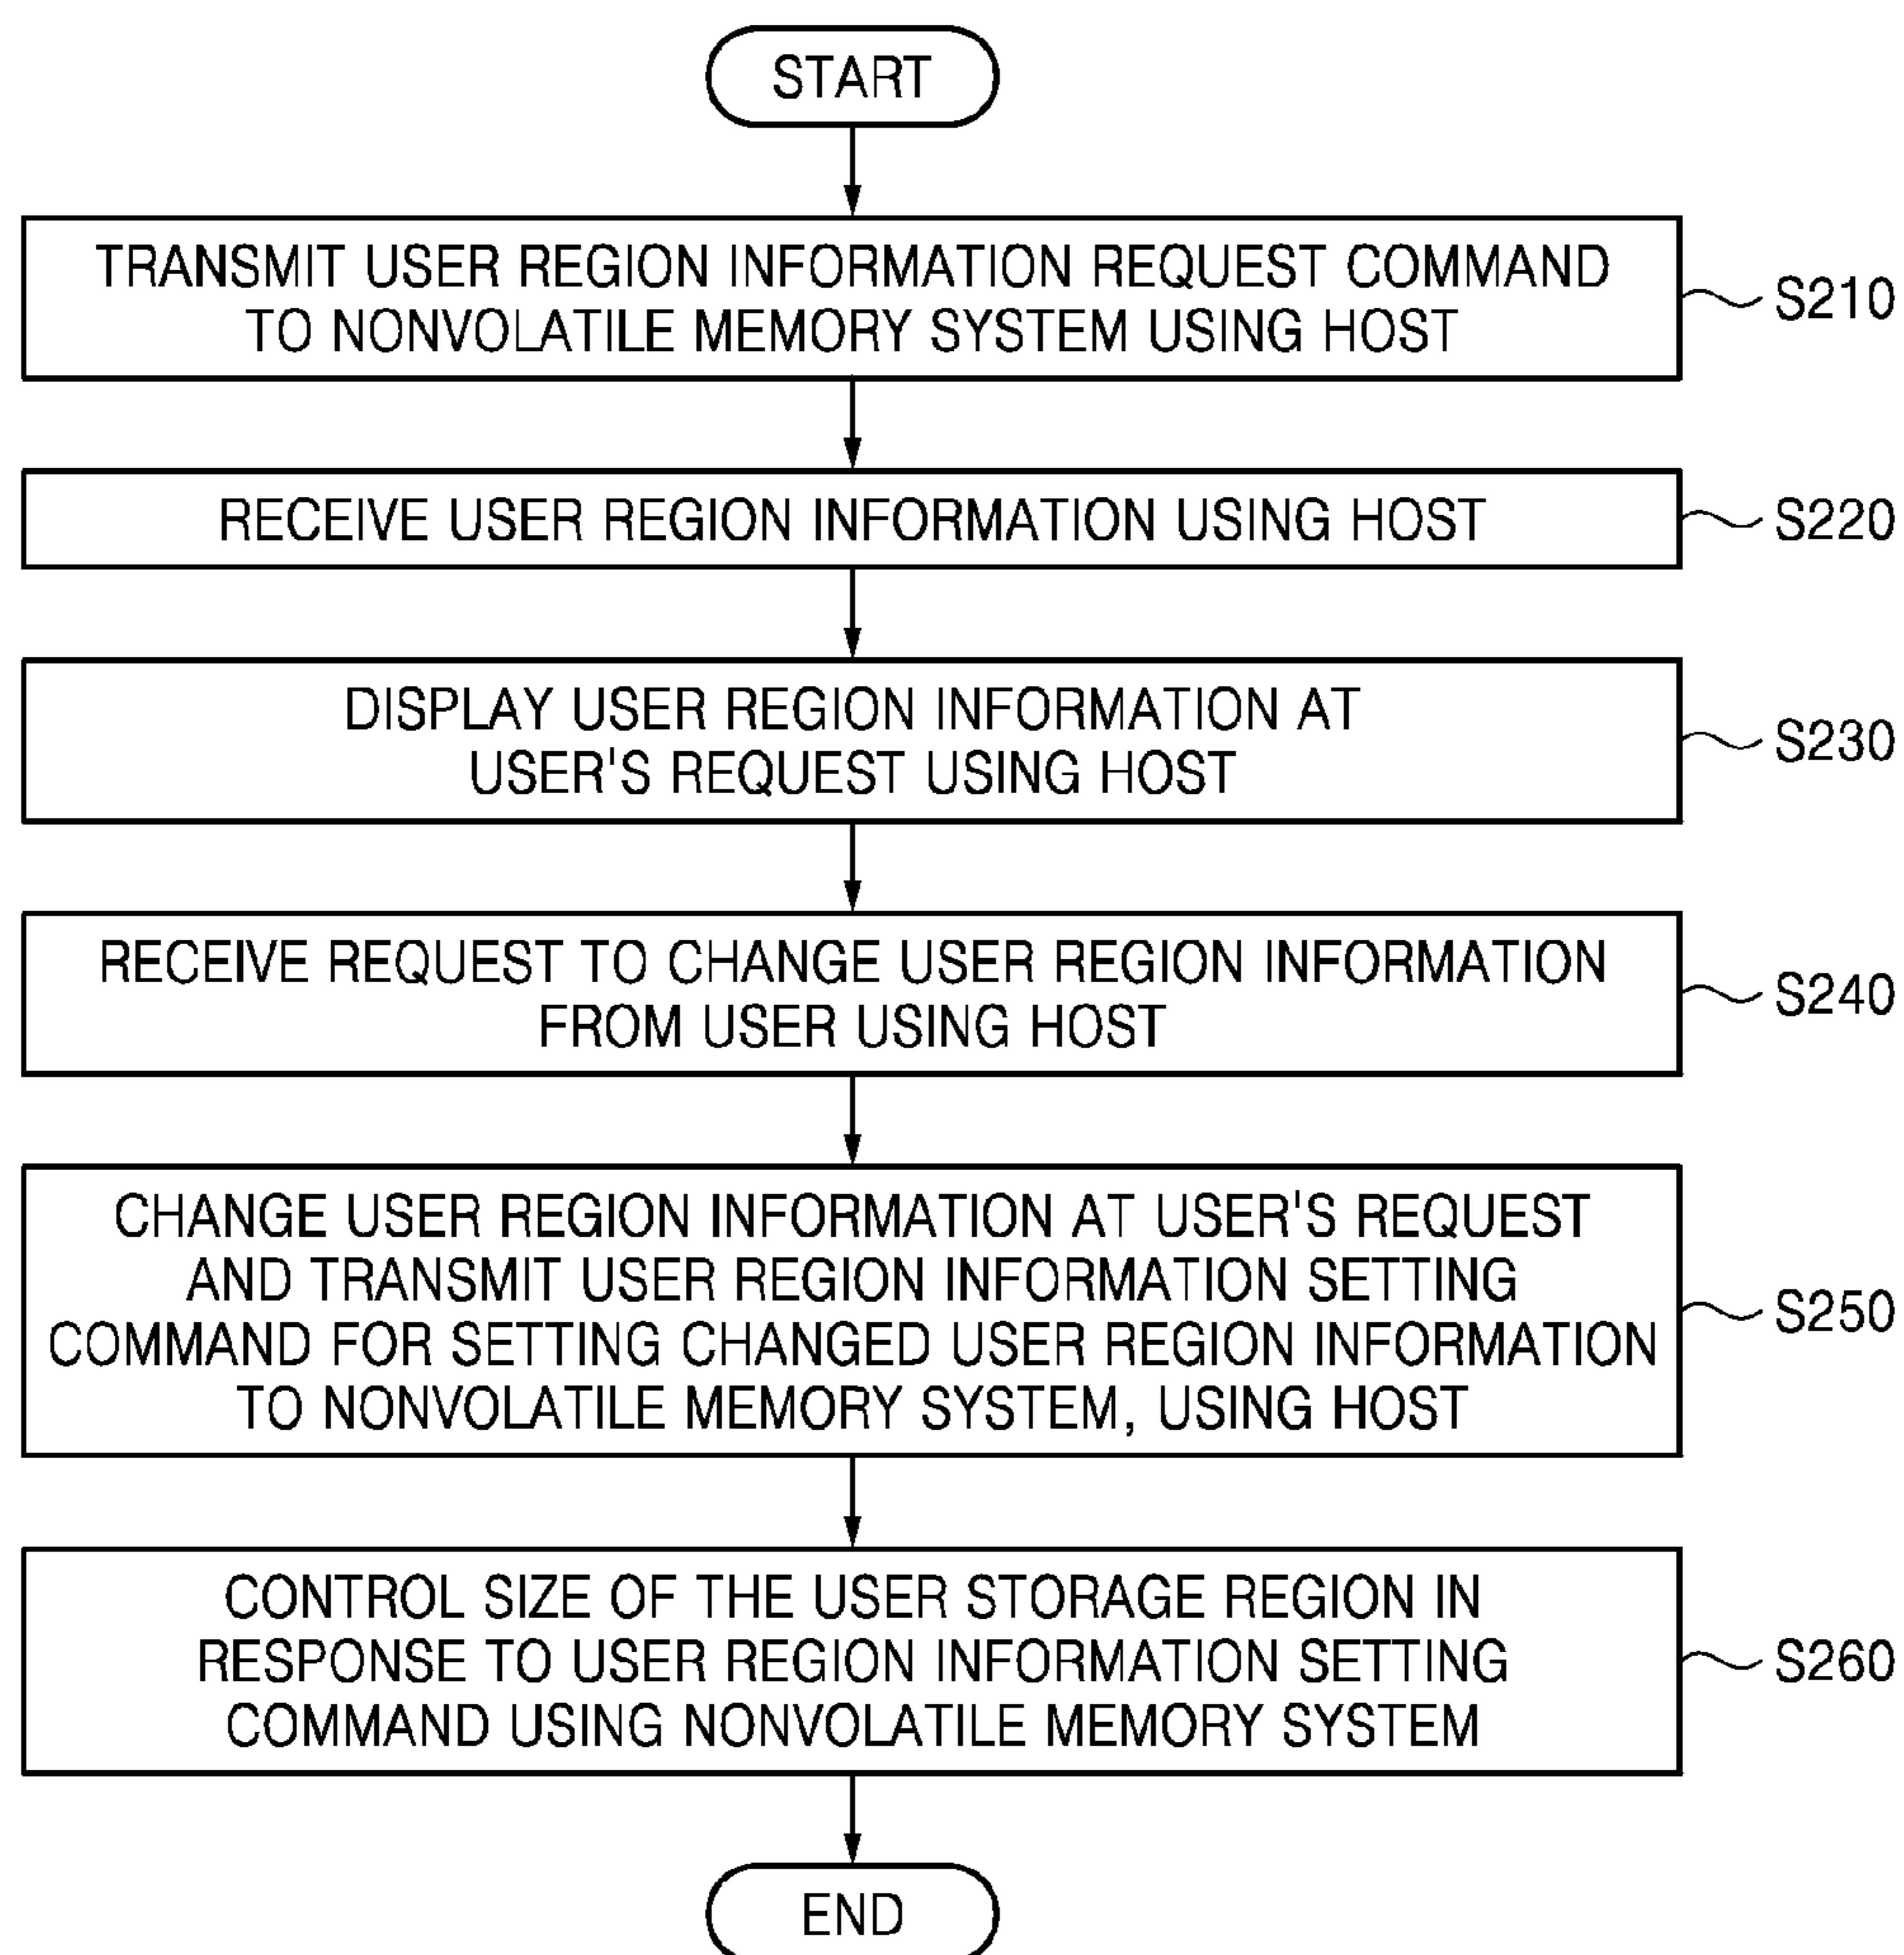 START
TRANSMIT USER REGION INFORMATION REQUEST COMMAND
TO NONVOLATILE MEMORY SYSTEM USING HOST
S210
RECEIVE USER REGION INFORMATION USING HOST
S220
DISPLAY USER REGION INFORMATION AT
USER'S REQUEST USING HOST
S230
RECEIVE REQUEST TO CHANGE USER REGION INFORMATION
FROM USER USING HOST
S240
CHANGE USER REGION INFORMATION AT USER'S REQUEST
AND TRANSMIT USER REGION INFORMATION SETTING
COMMAND FOR SETTING CHANGED USER REGION INFORMATION
TO NONVOLATILE MEMORY SYSTEM, USING HOST
S250
CONTROL SIZE OF THE USER STORAGE REGION IN
RESPONSE TO USER REGION INFORMATION SETTING
COMMAND USING NONVOLATILE MEMORY SYSTEM
S260
END